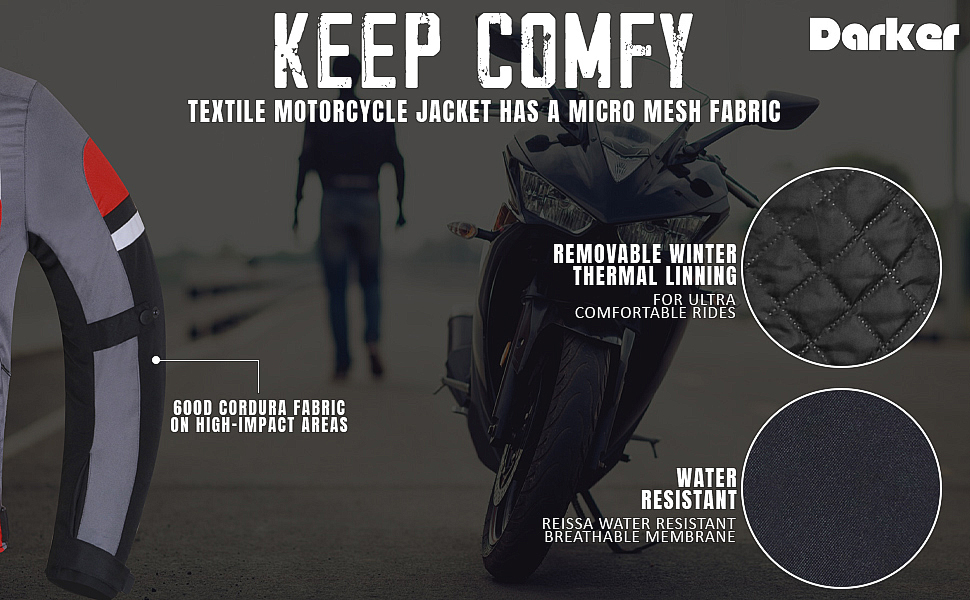 KEEP COMFY
Darker
TEXTILE MOTORCYCLE JACKET HAS A MICRO MESH FABRIC
REMOVABLE WINTER
THERMAL LINNING
FOR ULTRA
COMFORTABLE RIDES
600D CORDURA FABRIC
ON HIGH-IMPACT AREAS
WATER
RESISTANT
REISSA WATER RESISTANT
BREATHABLE MEMBRANE